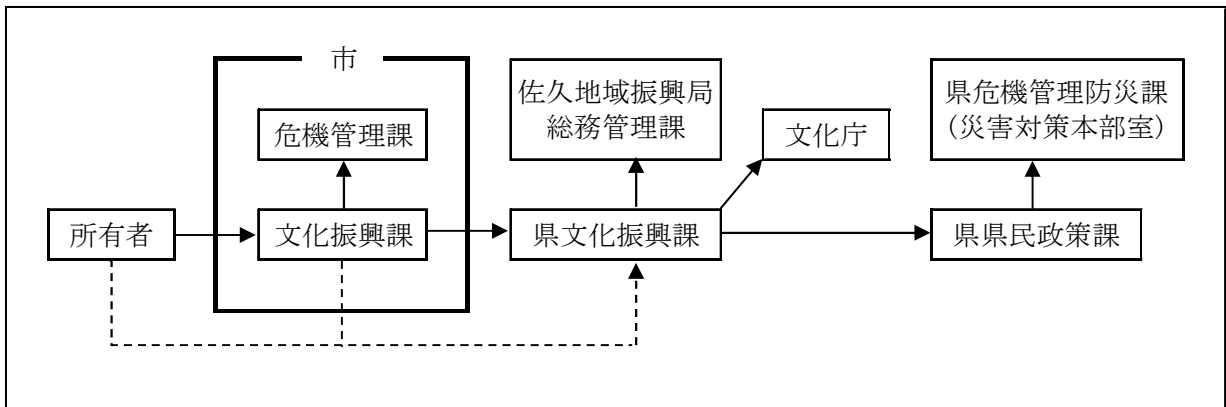 市
佐久地域振興局
総務管理課
県危機管理防災課
（災害対策本部室）
危機管理課
文化庁
所有者
文化振興課
県文化振興課
県県民政策課